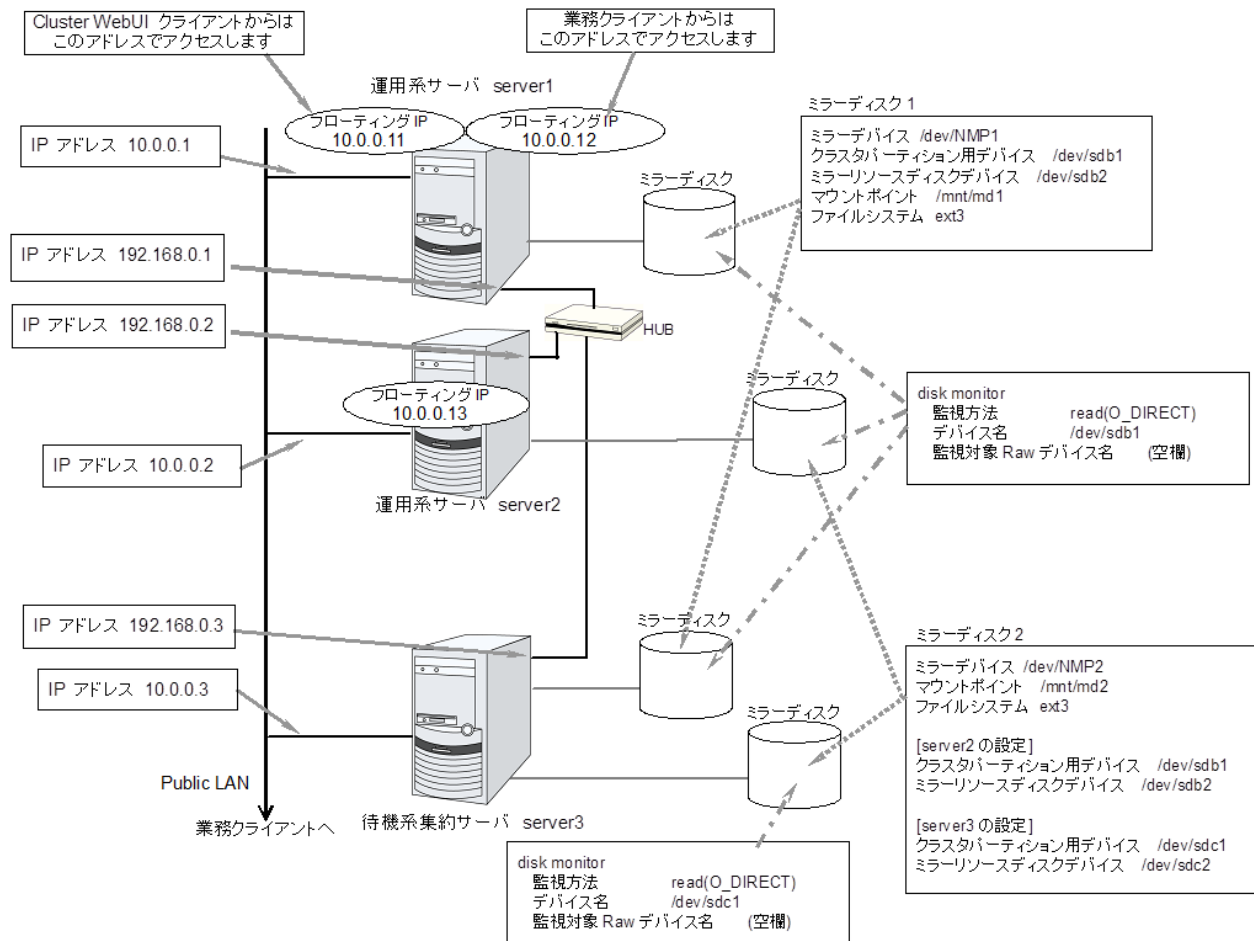 Cluster WebUI クライアントからは
このアドレスでアクセスします
業務クライアントからは
このアドレスでアクセスします
運用系サーバ server1
フローティング IP
10.0.0.11
フローティング IP
10.0.0.12
IP アドレス 10.0.0.1
ミラーディスク
ミラーディスク 1
ミラーデバイス /dev/NMP1
クラスタパーティション用デバイス /dev/sdb1
ミラーリソースディスクデバイス /dev/sdb2
マウントポイント /mnt/md1
ファイルシステム ext3
IP アドレス 192.168.0.1
IP アドレス 192.168.0.2
HUB
フローティング IP
10.0.0.13
ミラーディスク
disk monitor
監視方法 read(O_DIRECT)
デバイス名 /dev/sdb1
監視対象 Raw デバイス名 (空欄)
IP アドレス 10.0.0.2
運用系サーバ server2
IP アドレス 192.168.0.3
ミラーディスク
IP アドレス 10.0.0.3
ミラーディスク
ミラーディスク 2
ミラーデバイス /dev/NMP2
マウントポイント /mnt/md2
ファイルシステム ext3
[server2 の設定]
クラスタパーティション用デバイス /dev/sdb1
ミラーリソースディスクデバイス /dev/sdb2
[server3 の設定]
クラスタパーティション用デバイス /dev/sdc1
ミラーリソースディスクデバイス /dev/sdc2
Public LAN
業務クライアントへ
待機系集約サーバ server3
disk monitor
監視方法 read(O_DIRECT)
デバイス名 /dev/sdc1
監視対象 Raw デバイス名 (空欄)